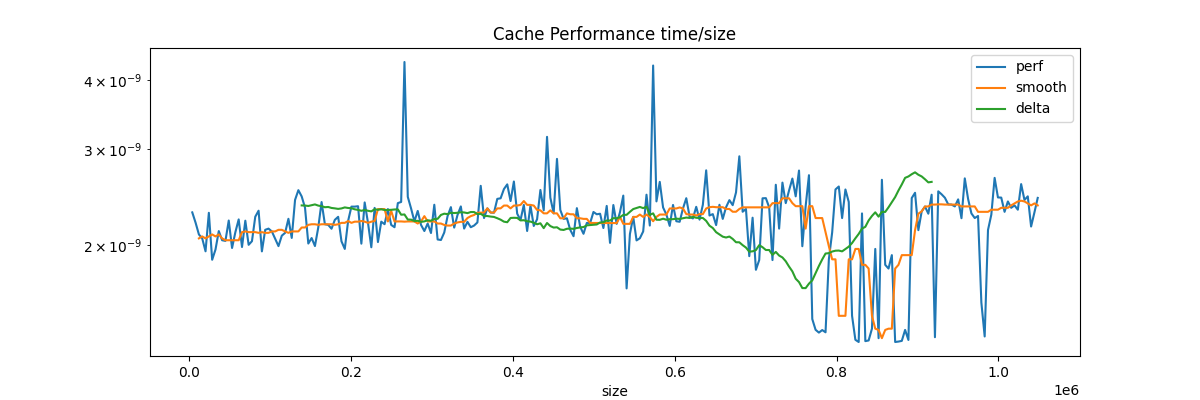 Cache Performance time/size
4 × 10⁻⁹
3 × 10⁻⁹
2 × 10⁻⁹
perf
smooth
delta
0.0 0.2 0.4 0.6 0.8 1.0
size
1e6